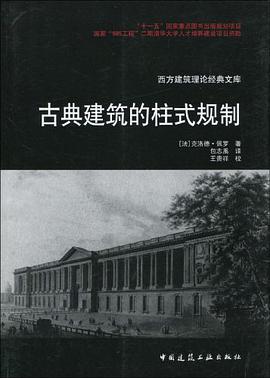 "十一五"国家重点图书出版规划项目
国家"985工程"二期清华大学人才培养建设项目资助
西方建筑理论经典文库
古典建筑的柱式规制
[法]克洛德·佩罗 著
包志禹 译
王贵祥 校
中国建筑工业出版社